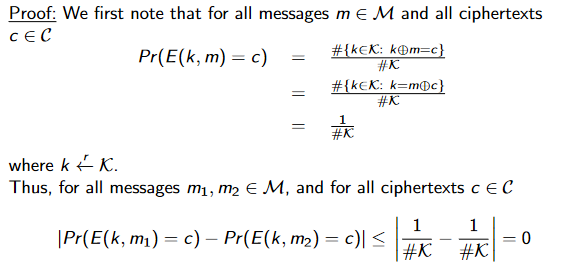 Proof: We first note that for all messages m ∈ ℳ and all ciphertexts
c ∈ 𝒞
Pr(E(k, m) = c) = #{k∈𝒦: k⊕m=c} / #𝒦
= #{k∈𝒦: k=m⊕c} / #𝒦
= 1 / #𝒦
where k ←r 𝒦.
Thus, for all messages m₁, m₂ ∈ ℳ, and for all ciphertexts c ∈ 𝒞
|Pr(E(k, m₁) = c) − Pr(E(k, m₂) = c)| ≤ | 1 / #𝒦 − 1 / #𝒦 | = 0